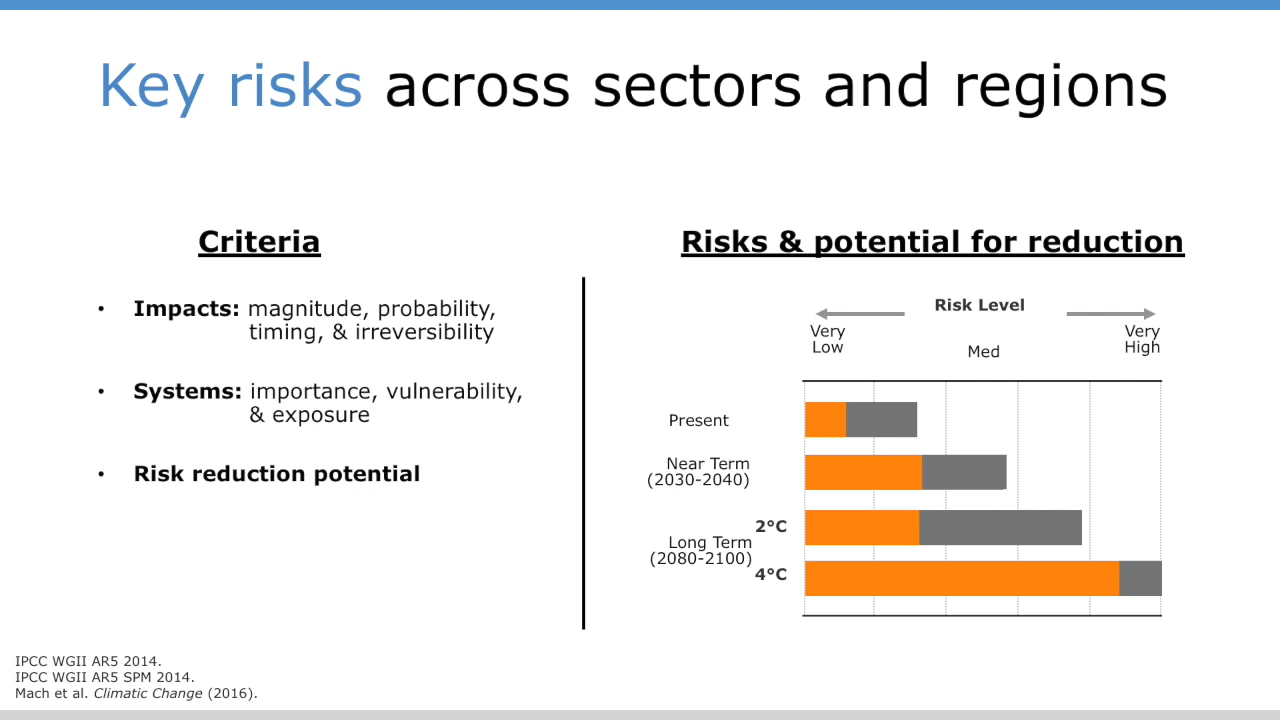 Key risks across sectors and regions
Criteria
• Impacts: magnitude, probability,
timing, & irreversibility
• Systems: importance, vulnerability,
& exposure
• Risk reduction potential
Risks & potential for reduction
Risk Level
Very
Low
Med
Very
High
Present
Near Term
(2030-2040)
Long Term
(2080-2100)
2°C
4°C
IPCC WGII AR5 2014.
IPCC WGII AR5 SPM 2014.
Mach et al. Climatic Change (2016).